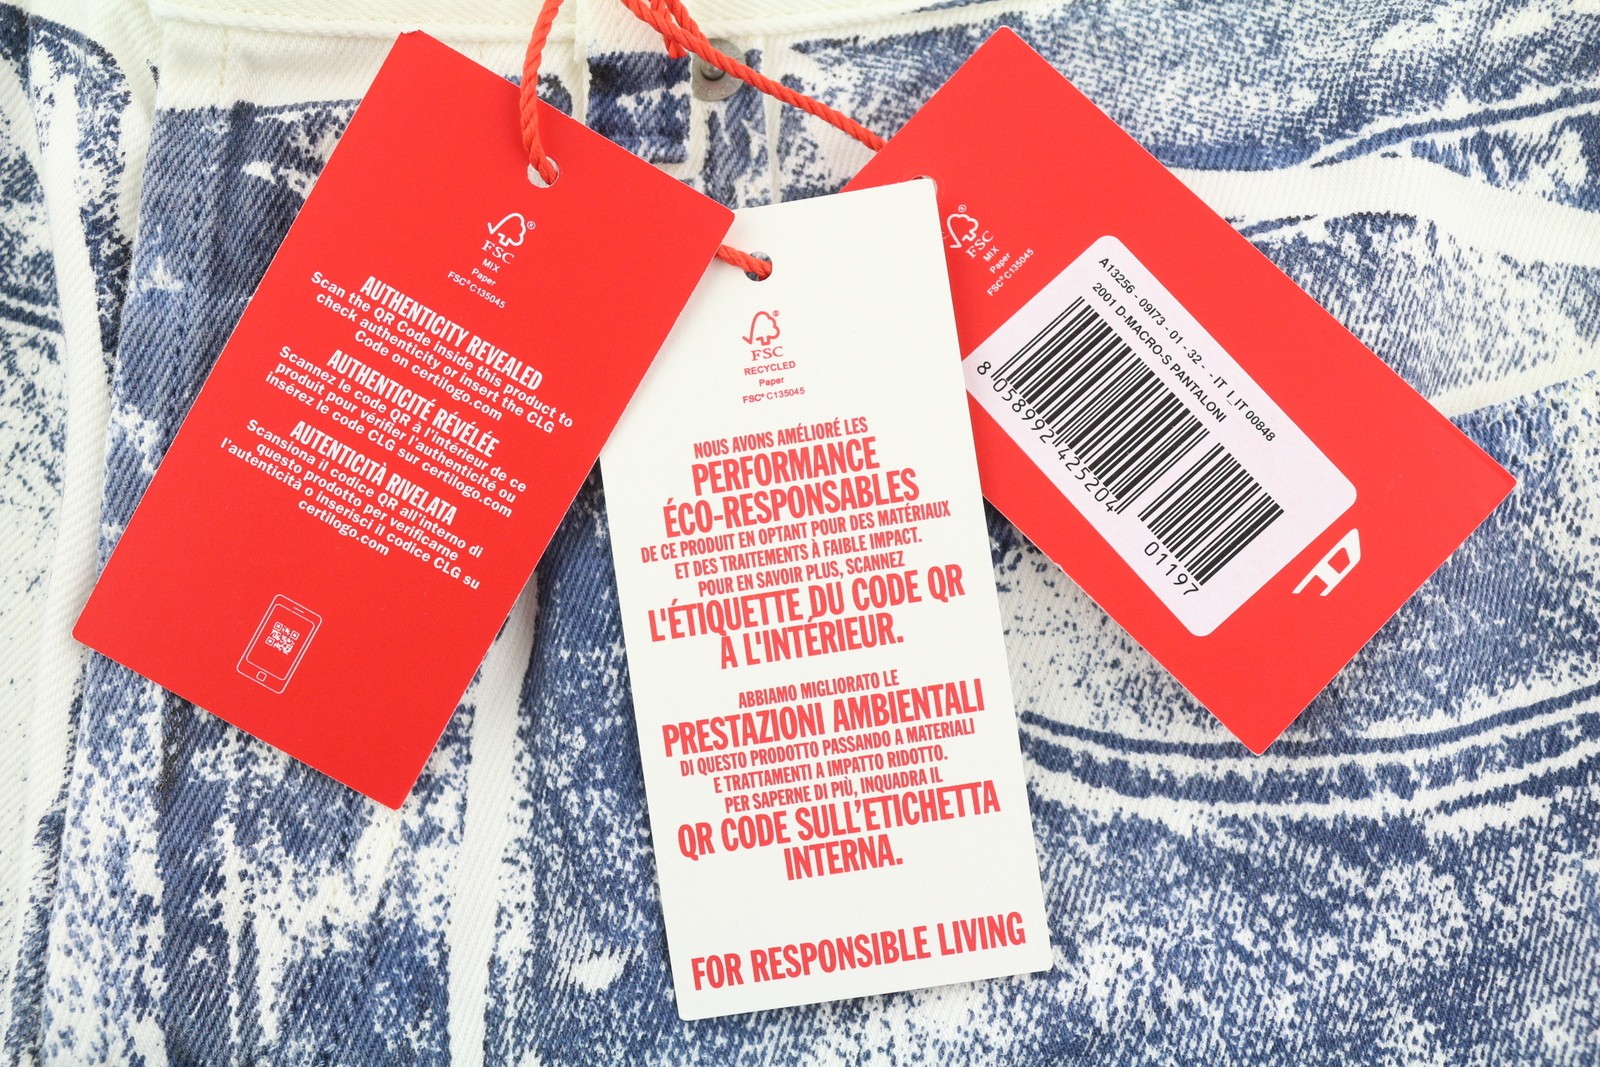 FSC®
MIX
Paper
FSC® C135045
AUTHENTICITY REVEALED
Scan the QR Code inside this product to
check authenticity or insert the CLG
Code on certilogo.com
AUTHENTICITÉ RÉVÉLÉE
Scannez le code QR à l'intérieur de ce
produit pour vérifier l'authenticité ou
insérez le code CLG sur certilogo.com
AUTENTICITÀ RIVELATA
Scansiona il codice QR all'interno di
questo prodotto per verificarne
l'autenticità o inserisci il codice CLG su
certilogo.com
FSC®
RECYCLED
Paper
FSC® C135045
NOUS AVONS AMÉLIORÉ LES
PERFORMANCE
ÉCO-RESPONSABLES
DE CE PRODUIT EN OPTANT POUR DES MATÉRIAUX
ET DES TRAITEMENTS À FAIBLE IMPACT.
POUR EN SAVOIR PLUS, SCANNEZ
L'ÉTIQUETTE DU CODE QR
À L'INTÉRIEUR.
ABBIAMO MIGLIORATO LE
PRESTAZIONI AMBIENTALI
DI QUESTO PRODOTTO PASSANDO A MATERIALI
E TRATTAMENTI A IMPATTO RIDOTTO.
PER SAPERNE DI PIÙ, INQUADRA IL
QR CODE SULL'ETICHETTA
INTERNA.
FOR RESPONSIBLE LIVING
FSC®
MIX
Paper
FSC® C135045
A13256 - 09I73 - 01 - 32 - - IT I_IT 00848
2001 D-MACRO-S PANTALONI
8 058992 425204
01197
D